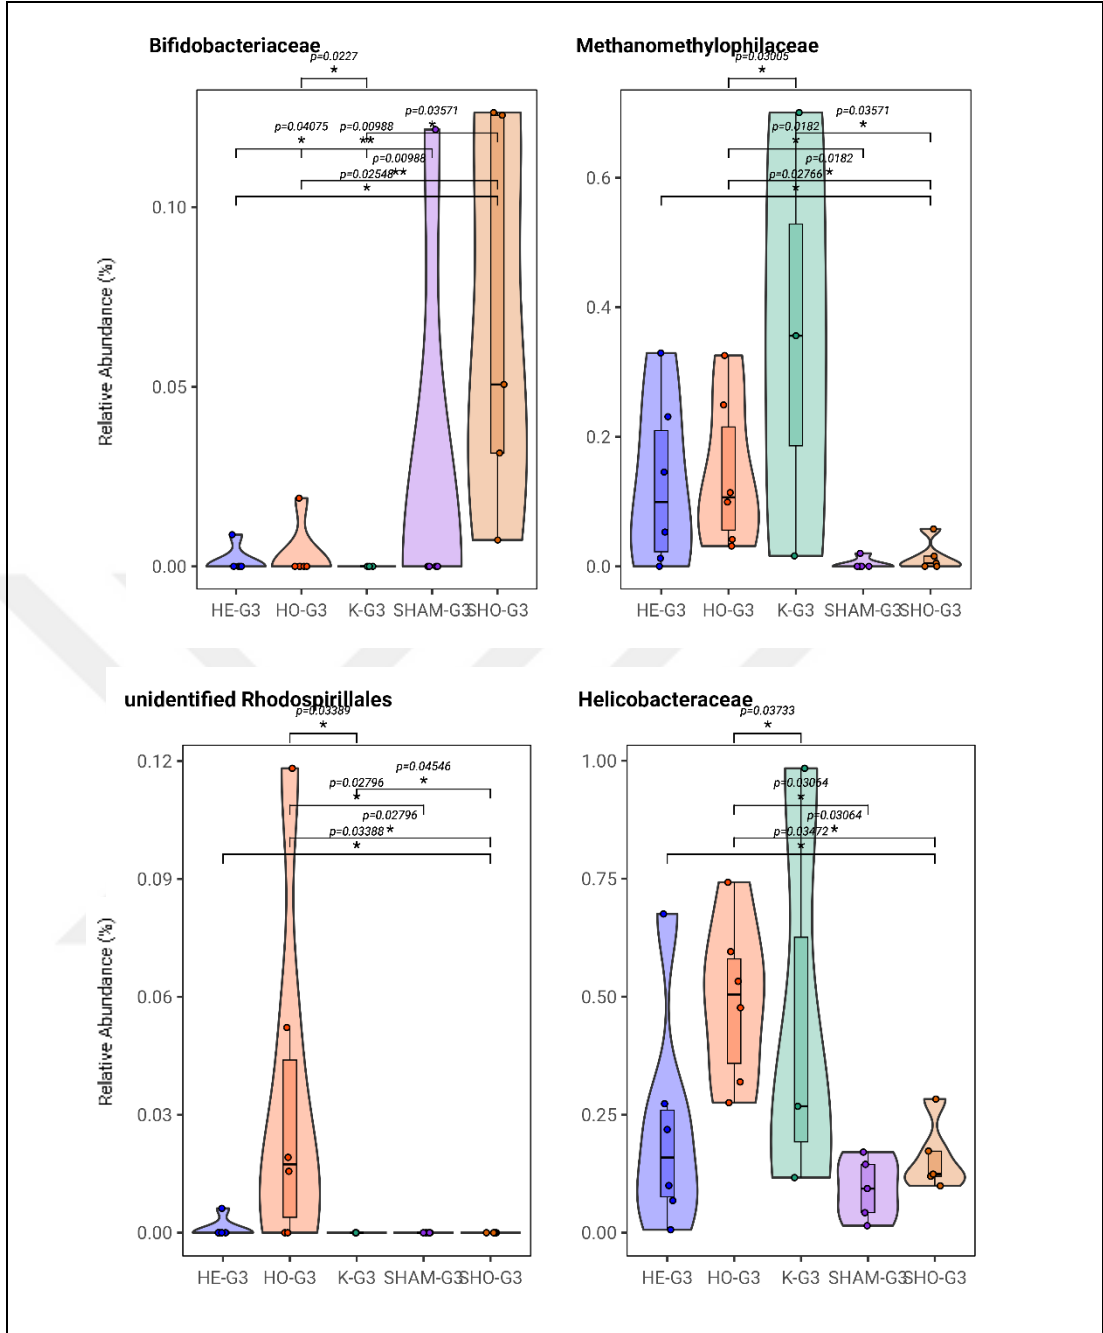 Bifidobacteriaceae
Methanomethylophilaceae
p=0.0227
*
p=0.03005
*
p=0.03571
*
p=0.04075
*
p=0.00988
**
p=0.00988
**
p=0.02548
*
p=0.03571
*
p=0.0182
*
p=0.0182
*
p=0.02766
*
Relative Abundance (%)
0.10
0.05
0.00
0.6
0.4
0.2
0.0
HE-G3 HO-G3 K-G3 SHAM-G3 SHO-G3
HE-G3 HO-G3 K-G3 SHAM-G3 SHO-G3
unidentified Rhodospirillales
Helicobacteraceae
p=0.03389
*
p=0.03733
*
p=0.04546
*
p=0.02796
*
p=0.02796
*
p=0.03388
*
p=0.03064
*
p=0.03064
*
p=0.03472
*
Relative Abundance (%)
0.12
0.09
0.06
0.03
0.00
1.00
0.75
0.50
0.25
0.00
HE-G3 HO-G3 K-G3 SHAM-G3 SHO-G3
HE-G3 HO-G3 K-G3 SHAM-G3 SHO-G3